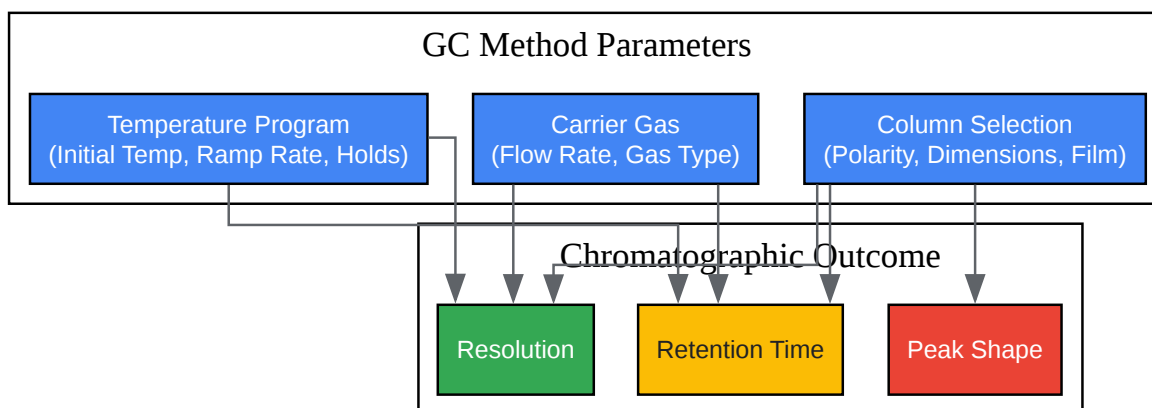 GC Method Parameters
Temperature Program
(Initial Temp, Ramp Rate, Holds)
Carrier Gas
(Flow Rate, Gas Type)
Column Selection
(Polarity, Dimensions, Film)
Chromatographic Outcome
Resolution
Retention Time
Peak Shape